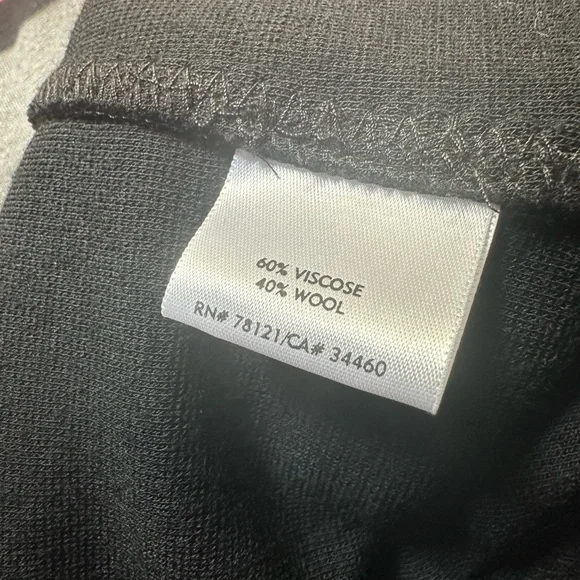 60% VISCOSE
40% WOOL
RN# 78121/CA# 34460